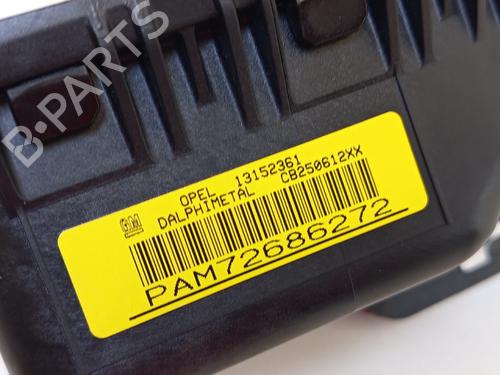 B-PARTS
GM
OPEL 13152361
DALPHIMETAL CB250612XX
PAM72686272